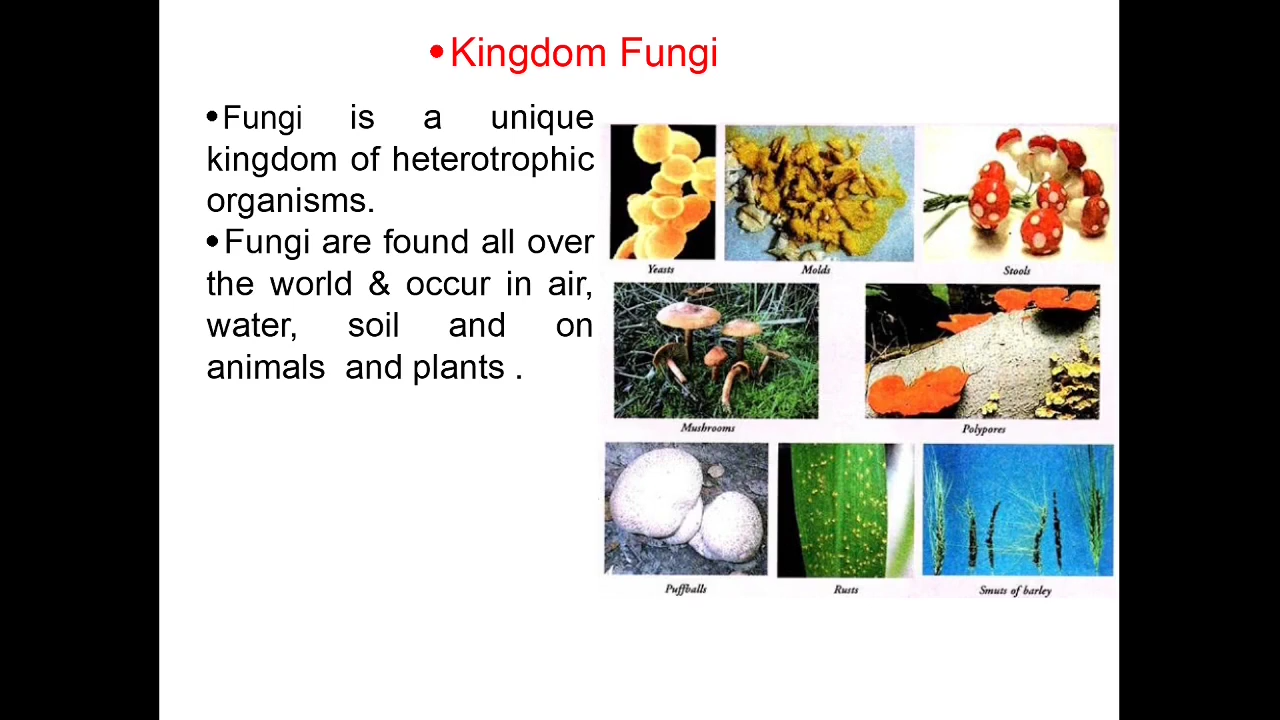 •Kingdom Fungi
•Fungi is a unique
kingdom of heterotrophic
organisms.
•Fungi are found all over
the world & occur in air,
water, soil and on
animals and plants .
Yeasts
Molds
Stools
Mushrooms
Polypores
Puffballs
Rusts
Smuts of barley